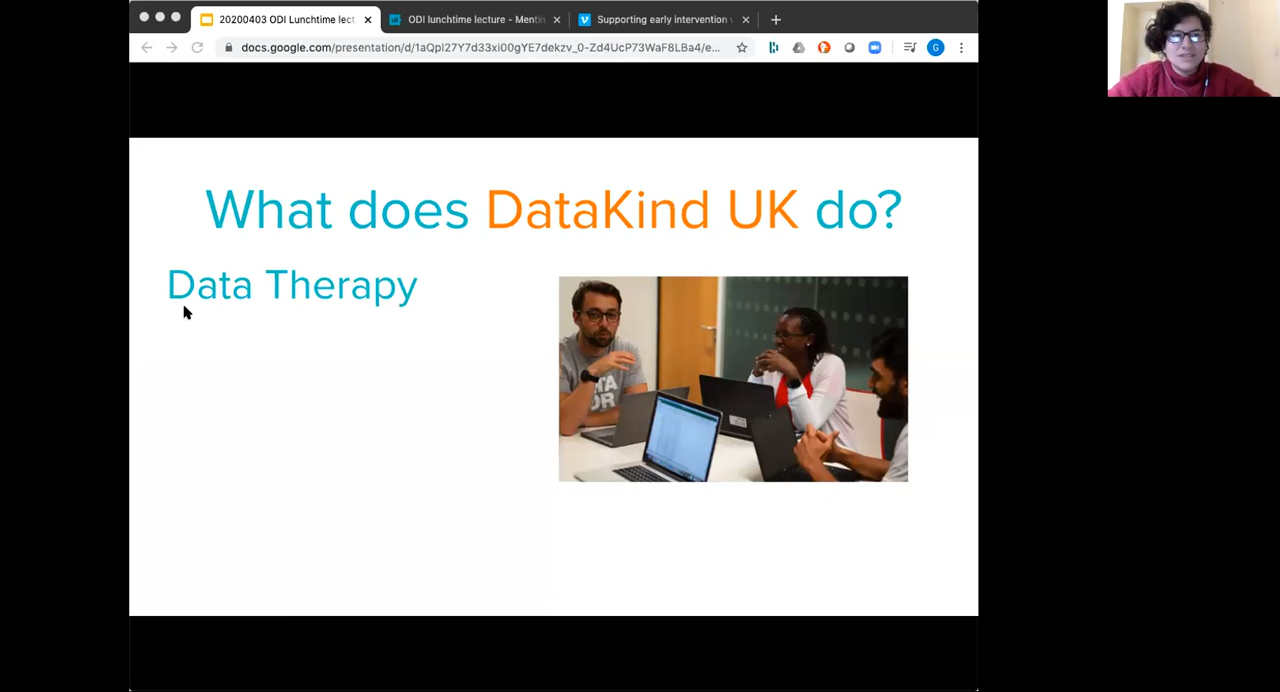 20200403 ODI Lunchtime lect
ODI lunchtime lecture - Mentin
Supporting early intervention
docs.google.com/presentation/d/1aQpl27Y7d33xi00gYE7dekzv_0-Zd4UcP73WaF8LBa4/e...
G
What does DataKind UK do?
Data Therapy